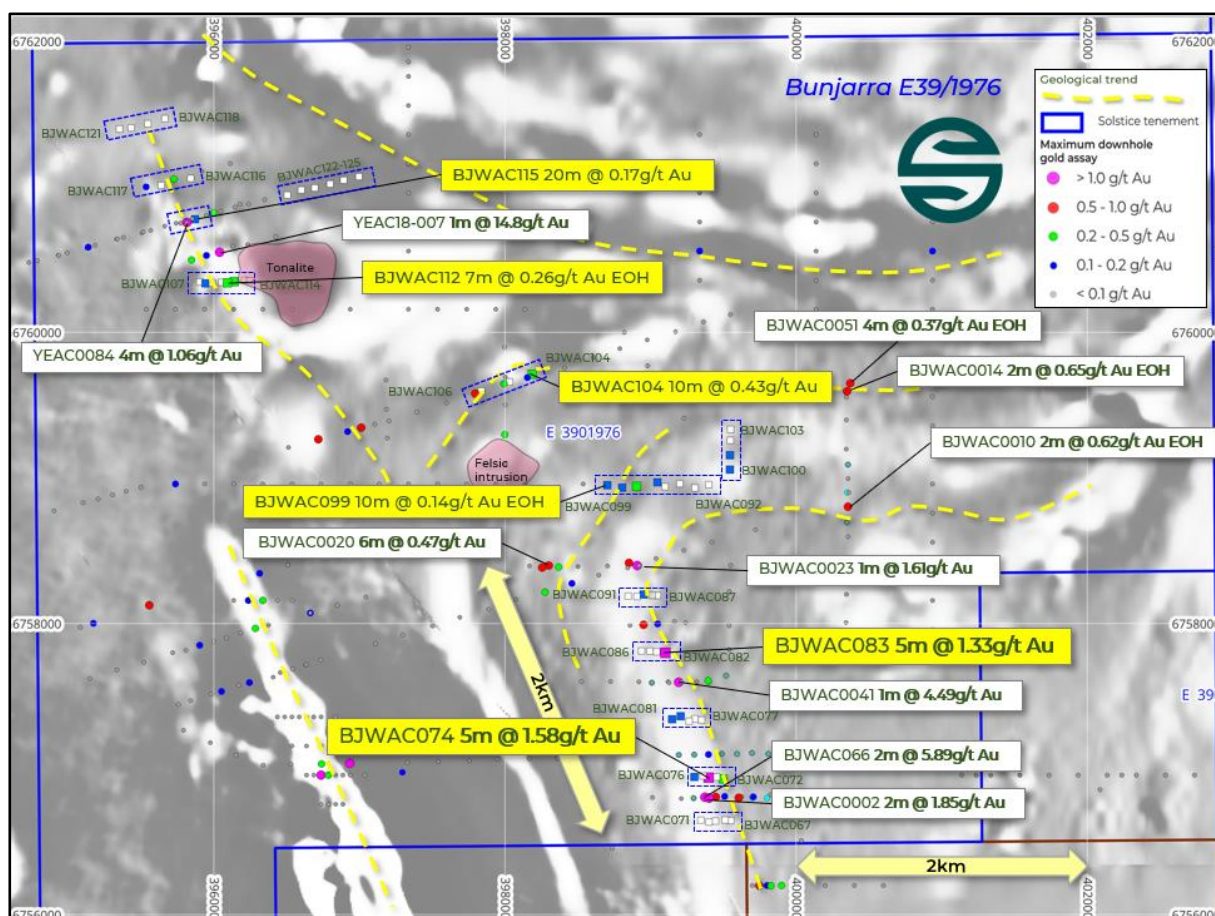 396000
398000
400000
402000
6762000
6762000
Bunjarra E39/1976
Geological trend
Solstice tenement
Maximum downhole
gold assay
> 1.0 g/t Au
0.5 - 1.0 g/t Au
0.2 - 0.5 g/t Au
0.1 - 0.2 g/t Au
< 0.1 g/t Au
BJWAC118
BJWAC121
BJWAC122-125
BJWAC116
BJWAC117
BJWAC115 20m @ 0.17g/t Au
YEAC18-007 1m @ 14.8g/t Au
Tonalite
BJWAC107
BJWAC114
BJWAC112 7m @ 0.26g/t Au EOH
6760000
6760000
BJWAC0051 4m @ 0.37g/t Au EOH
YEAC0084 4m @ 1.06g/t Au
BJWAC104
BJWAC0014 2m @ 0.65g/t Au EOH
BJWAC106
BJWAC104 10m @ 0.43g/t Au
E 3901976
BJWAC103
BJWAC0010 2m @ 0.62g/t Au EOH
Felsic
intrusion
BJWAC100
BJWAC099 10m @ 0.14g/t Au EOH
BJWAC099
BJWAC092
BJWAC0020 6m @ 0.47g/t Au
BJWAC0023 1m @ 1.61g/t Au
BJWAC091
BJWAC087
6758000
6758000
BJWAC083 5m @ 1.33g/t Au
BJWAC086
BJWAC082
2km
BJWAC0041 1m @ 4.49g/t Au
E 390
BJWAC081
BJWAC077
BJWAC074 5m @ 1.58g/t Au
BJWAC066 2m @ 5.89g/t Au
BJWAC076
BJWAC072
BJWAC0002 2m @ 1.85g/t Au
BJWAC071
BJWAC067
2km
396000
398000
400000
402000
6756000
6756000